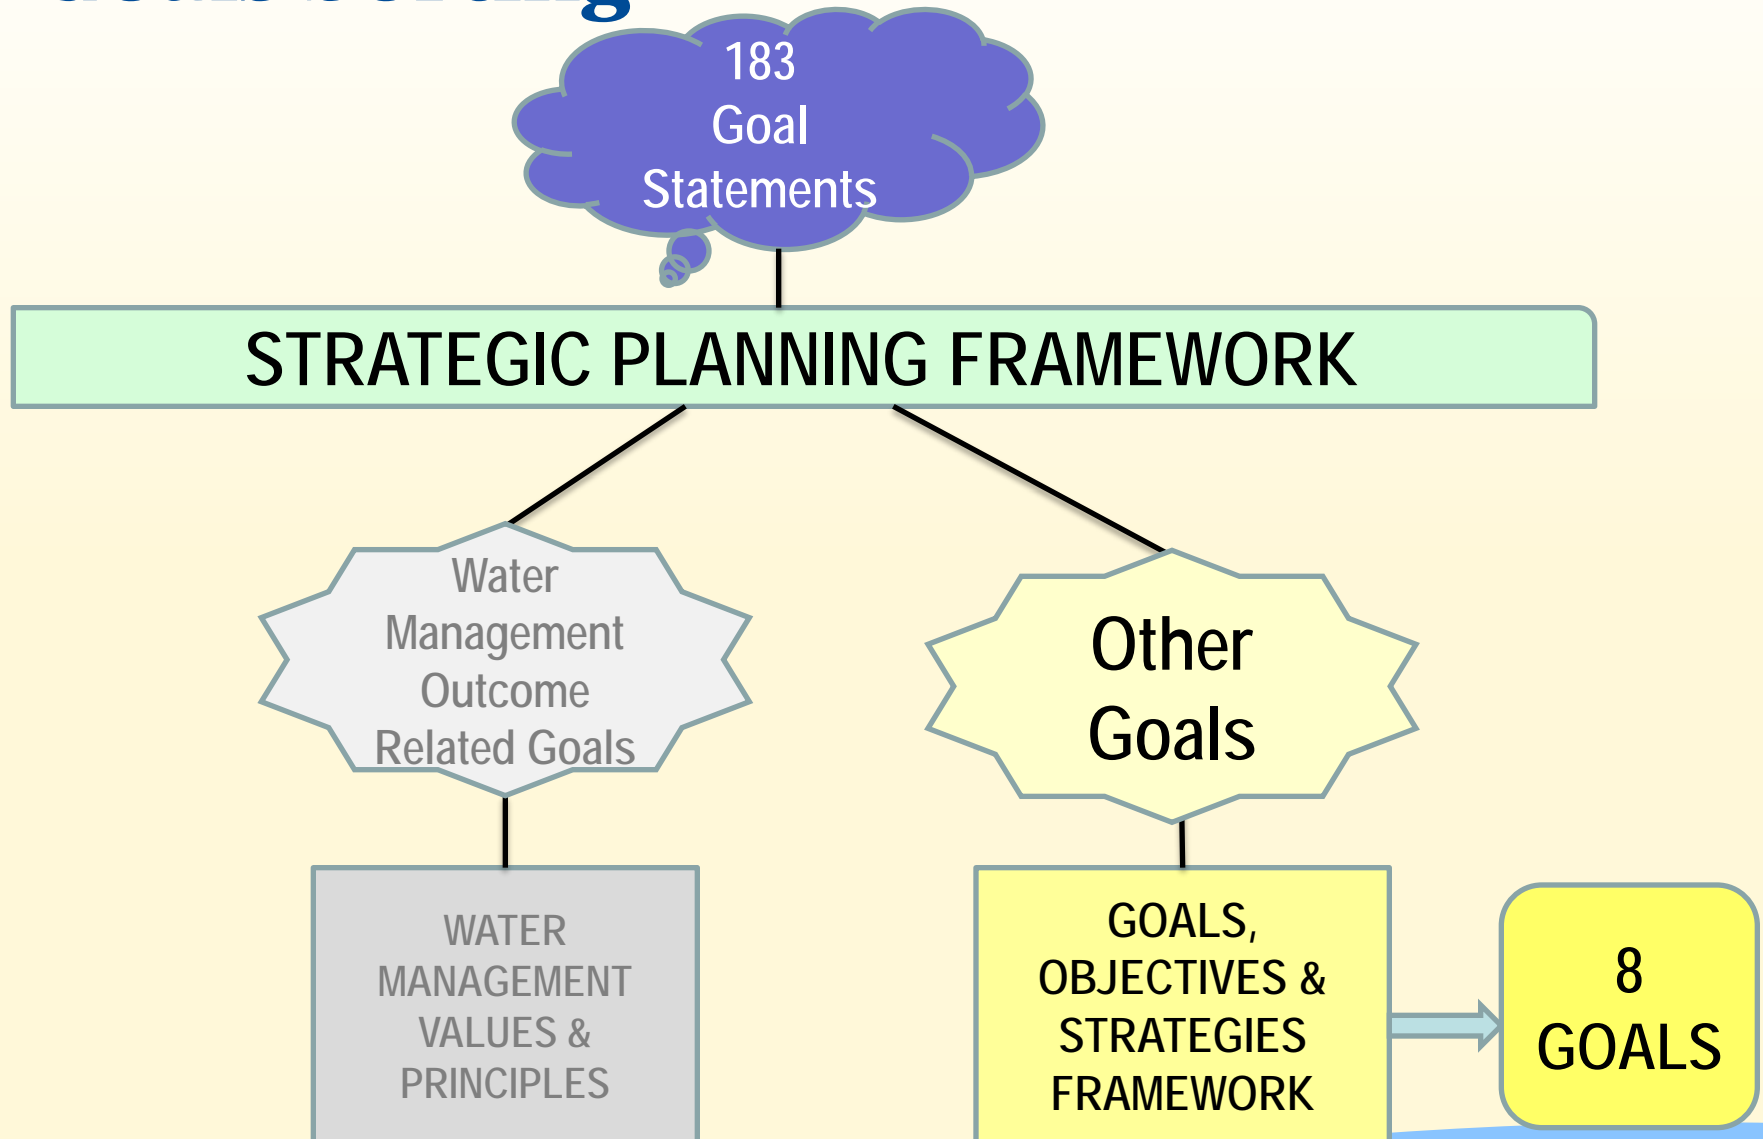 183
Goal
Statements
STRATEGIC PLANNING FRAMEWORK
Water
Management
Outcome
Related Goals
Other
Goals
WATER
MANAGEMENT
VALUES &
PRINCIPLES
GOALS,
OBJECTIVES &
STRATEGIES
FRAMEWORK
8
GOALS